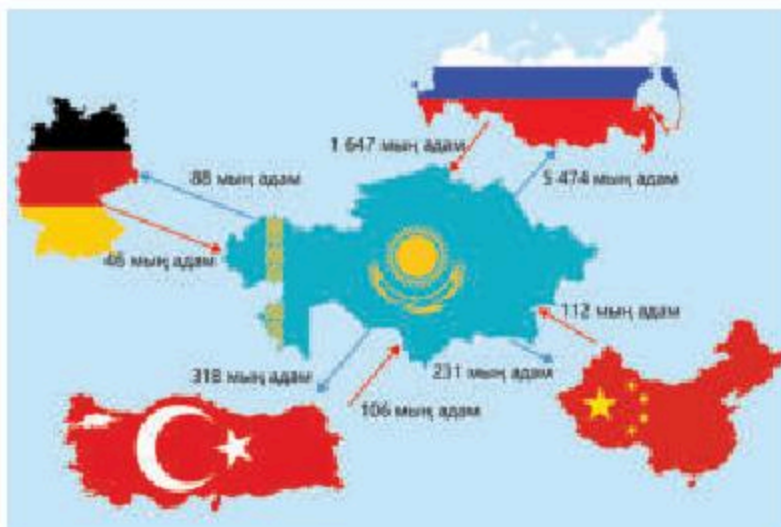 1 647 мың адам
88 мың адам
5 474 мың адам
46 мың адам
112 мың адам
318 мың адам
231 мың адам
106 мың адам